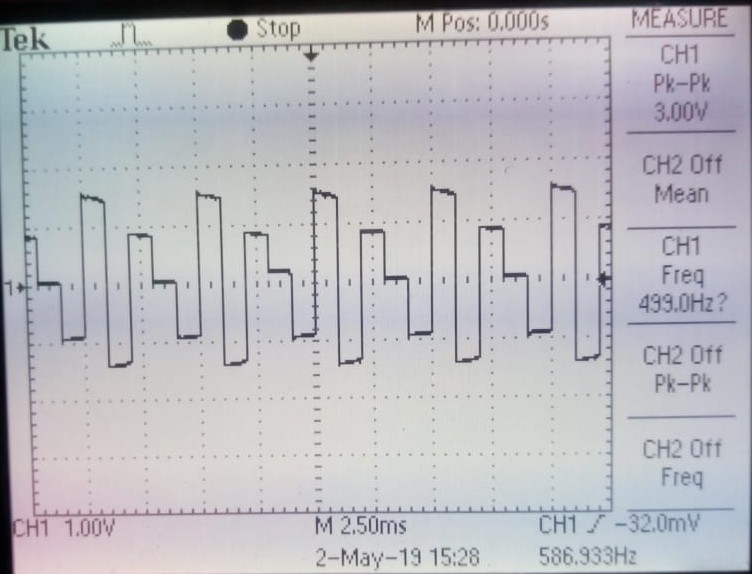 Tek
Stop
M Pos: 0.000s
MEASURE
CH1
Pk-Pk
3.00V
CH2 Off
Mean
CH1
Freq
499.0Hz?
CH2 Off
Pk-Pk
CH2 Off
Freq
1
CH1 1.00V
M 2.50ms
CH1 -32.0mV
2-May-19 15:28
586.933Hz